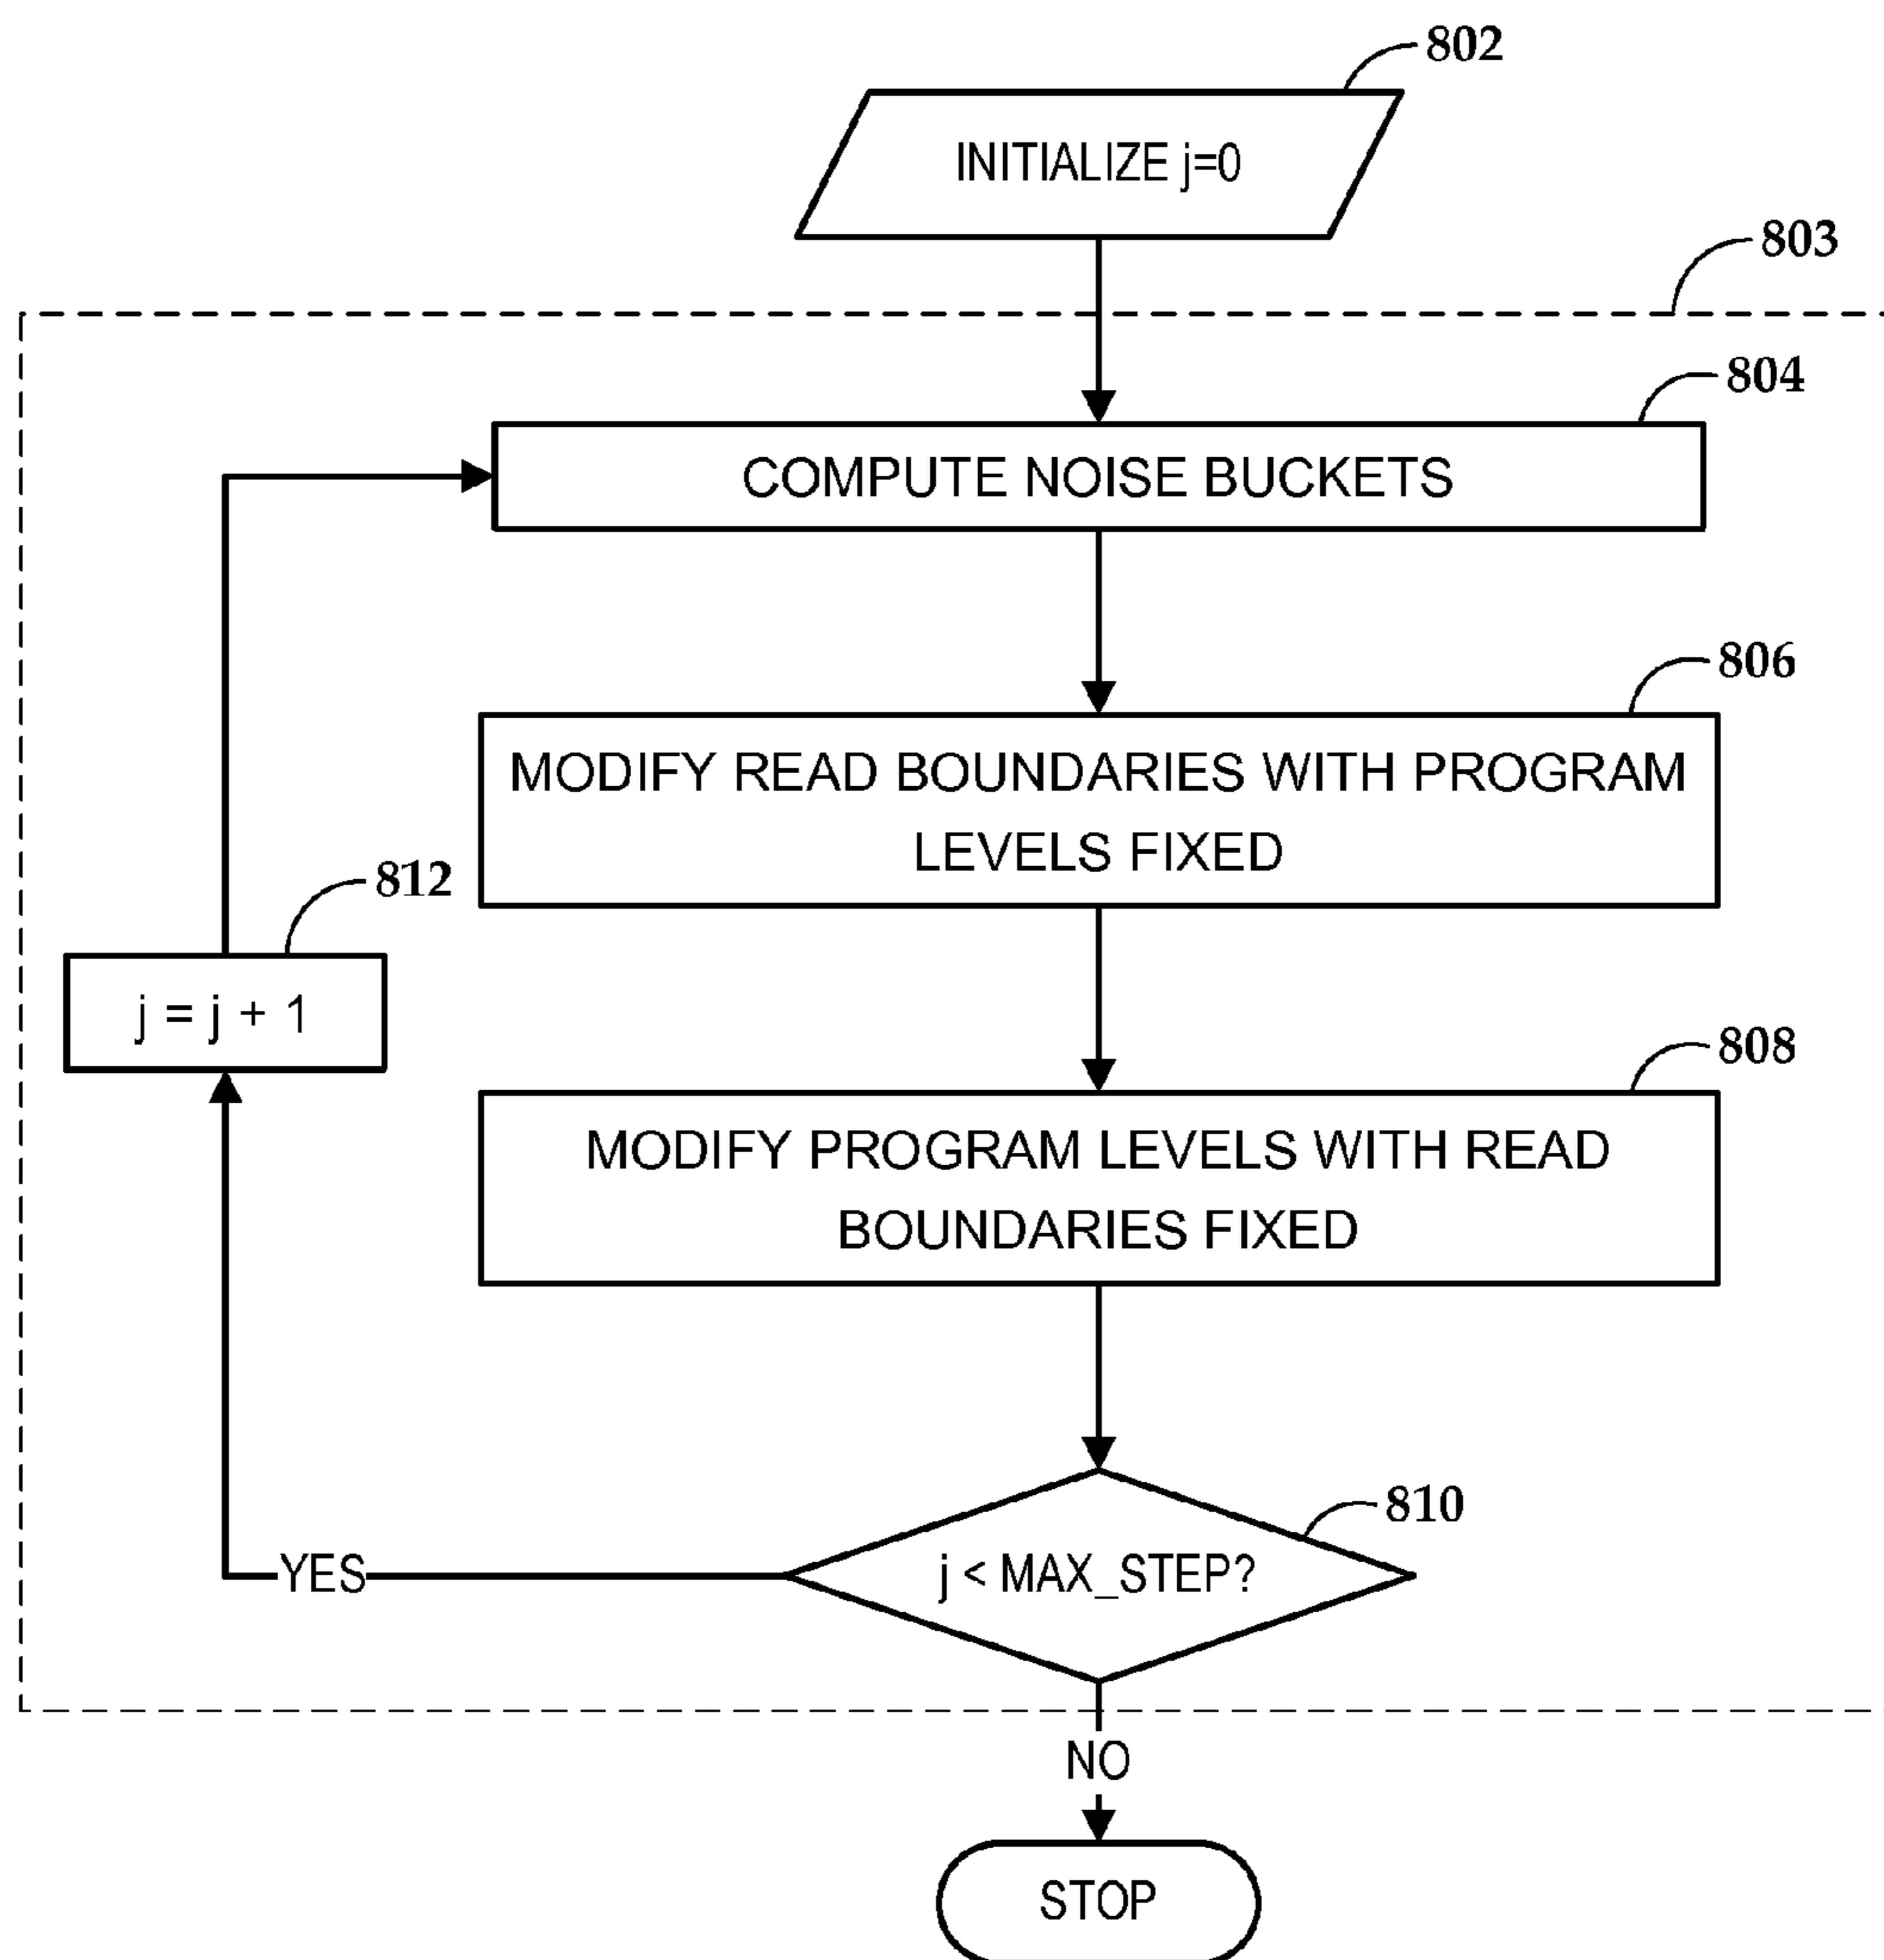 802
INITIALIZE j=0
803
804
COMPUTE NOISE BUCKETS
806
MODIFY READ BOUNDARIES WITH PROGRAM
LEVELS FIXED
812
j = j + 1
808
MODIFY PROGRAM LEVELS WITH READ
BOUNDARIES FIXED
810
j < MAX_STEP?
YES
NO
STOP